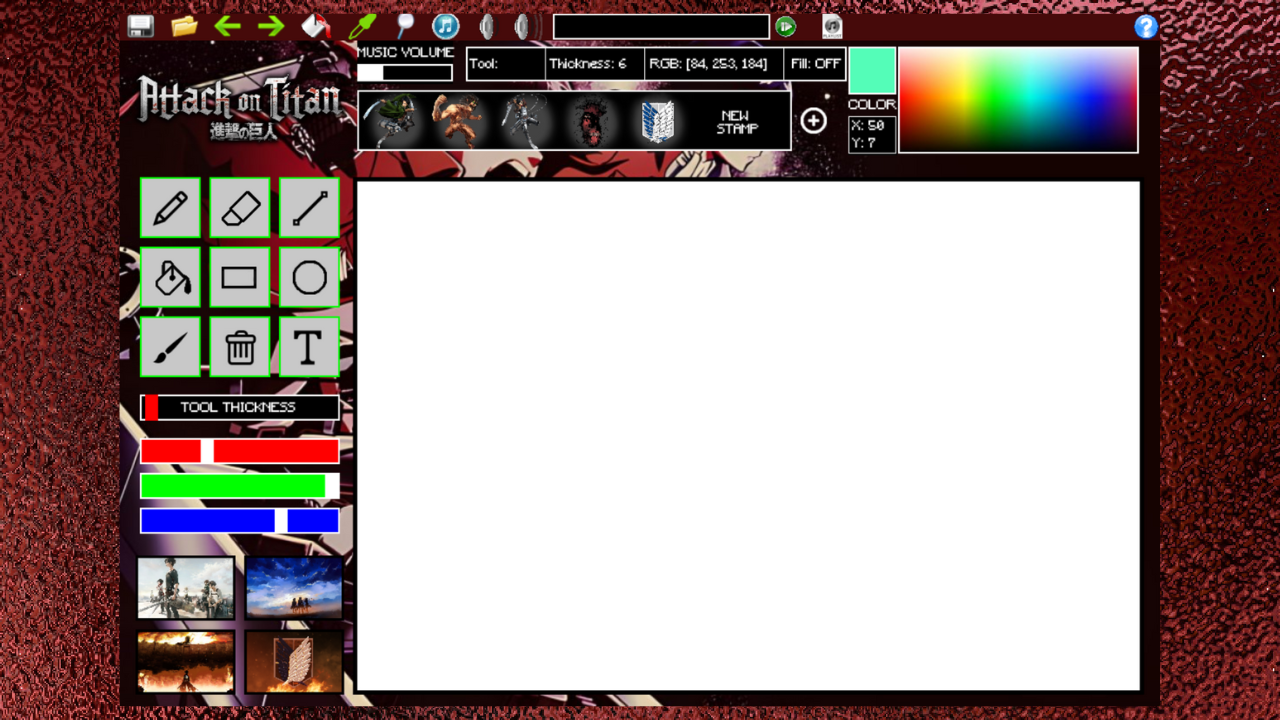 MUSIC VOLUME
Tool:
Thickness: 6
RGB: [84, 253, 184]
Fill: OFF
Attack on Titan
進撃の巨人
NEW
STAMP
COLOR
X: 50
Y: 7
T
TOOL THICKNESS